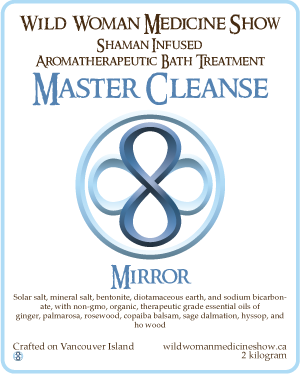 Wild Woman Medicine Show
Shaman Infused
Aromatherapeutic Bath Treatment
Master Cleanse
Mirror
Solar salt, mineral salt, bentonite, diotamaceous earth, and sodium bicarbon-
ate, with non-gmo, organic, therapeutic grade essential oils of
ginger, palmarosa, rosewood, copaiba balsam, sage dalmation, hyssop, and
ho wood
Crafted on Vancouver Island
wildwomanmedicineshow.ca
2 kilogram